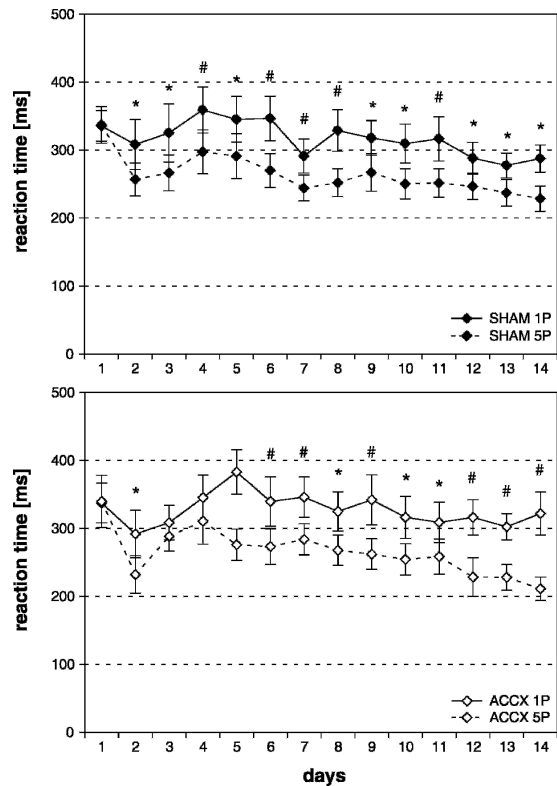 500
400
300
200
100
0
reaction time [ms]
* * # * # # # * * # * * *
SHAM 1P
SHAM 5P
1 2 3 4 5 6 7 8 9 10 11 12 13 14
500
400
300
200
100
0
reaction time [ms]
* # # * # * * # # #
ACCX 1P
ACCX 5P
1 2 3 4 5 6 7 8 9 10 11 12 13 14
days